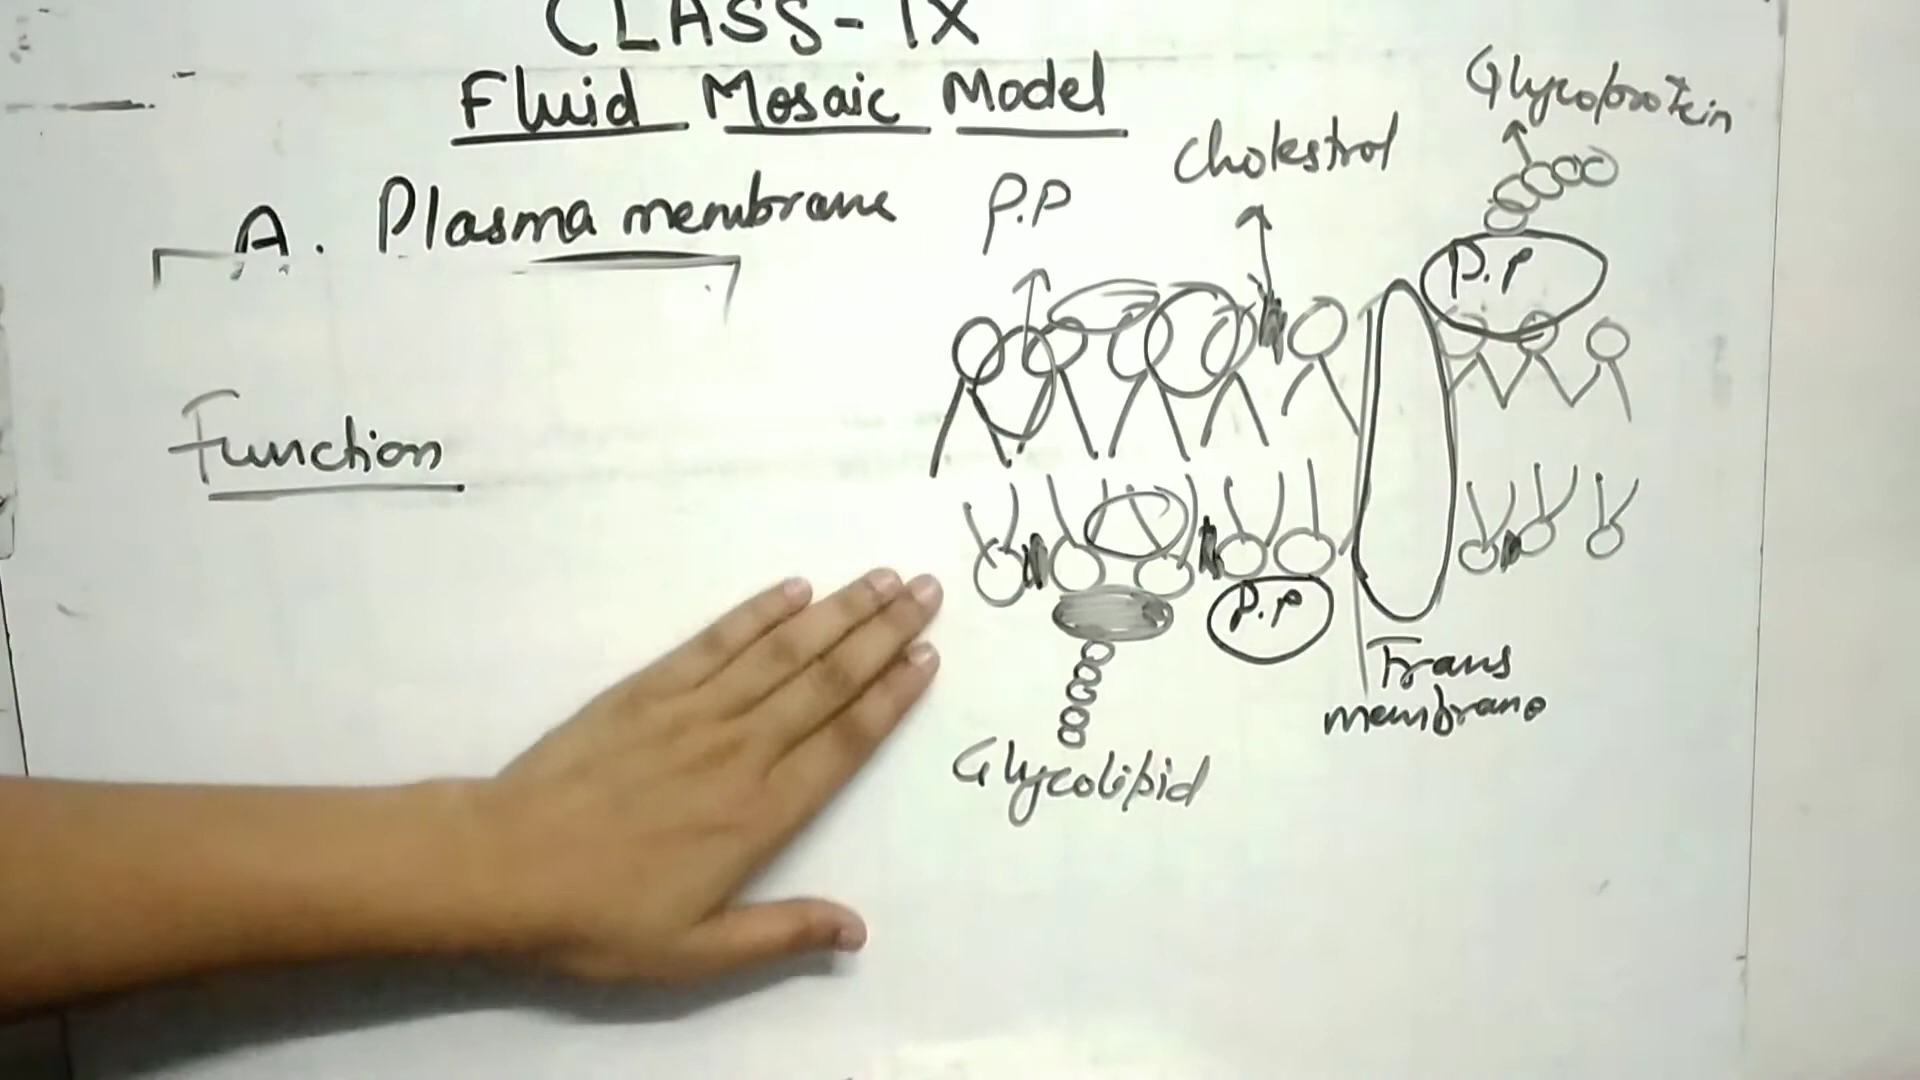 CLASS-IX
Fluid Mosaic Model
A. Plasma membrane
P.P
Cholestrol
Glycoprotein
P.P
Function
P.P
Trans
membrane
Glycolipid